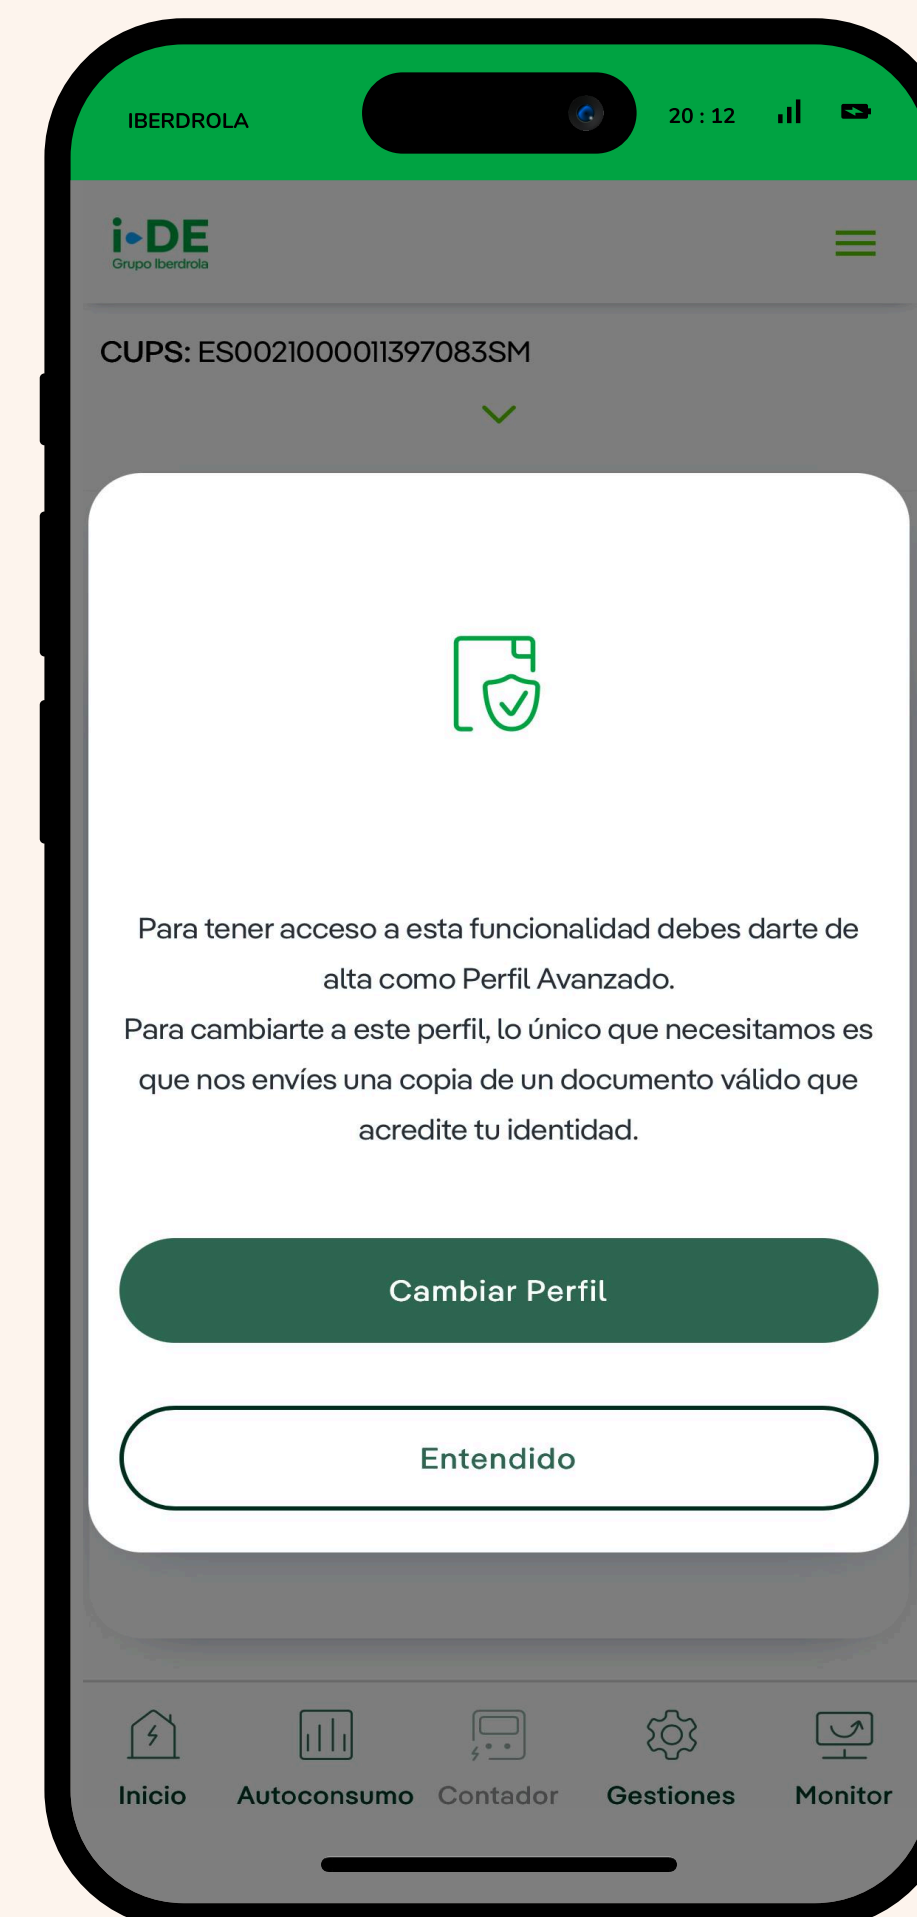 IBERDROLA
20 : 12
i-DE
Grupo Iberdrola
CUPS: ES0021000011397083SM
Para tener acceso a esta funcionalidad debes darte de
alta como Perfil Avanzado.
Para cambiarte a este perfil, lo único que necesitamos es
que nos envíes una copia de un documento válido que
acredite tu identidad.
Cambiar Perfil
Entendido
Inicio Autoconsumo Contador Gestiones Monitor